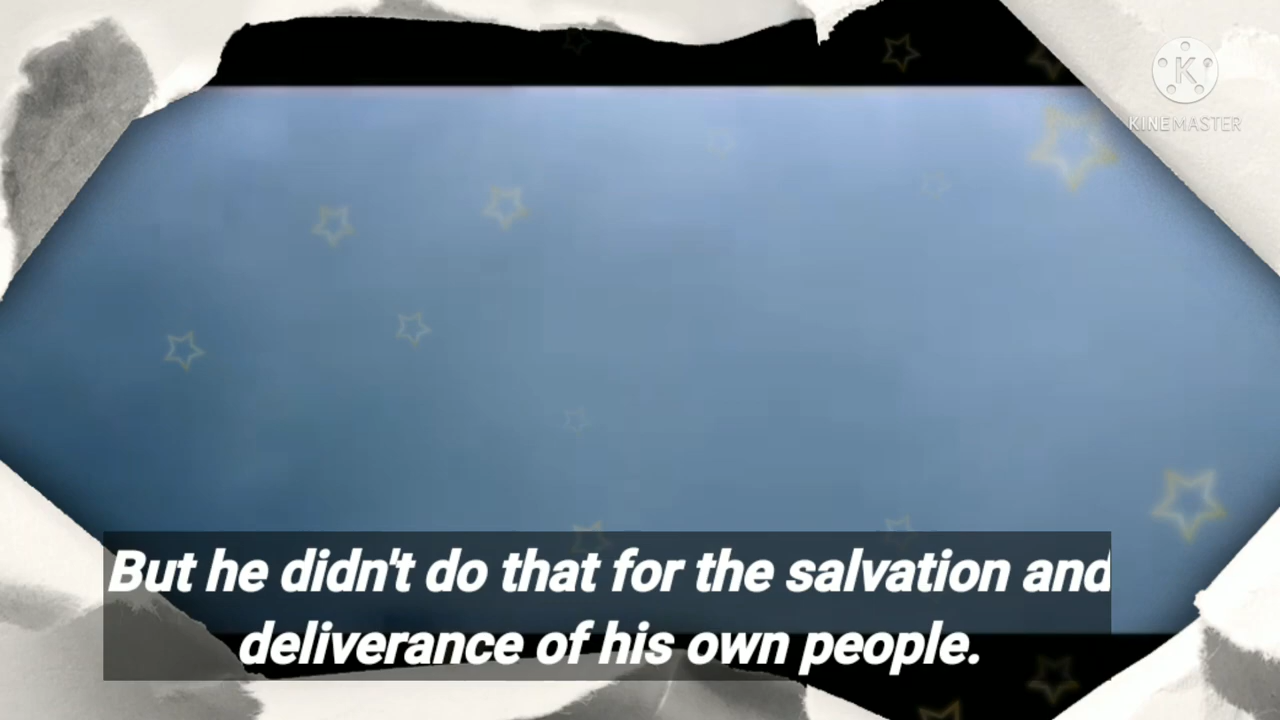 KINEMASTER
But he didn't do that for the salvation and
deliverance of his own people.